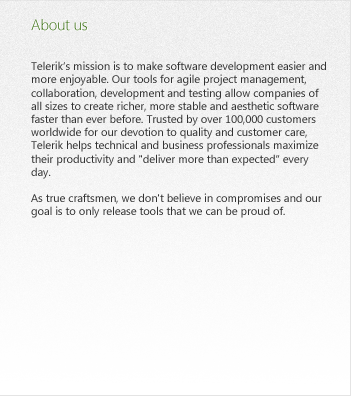 About us
Telerik's mission is to make software development easier and
more enjoyable. Our tools for agile project management,
collaboration, development and testing allow companies of
all sizes to create richer, more stable and aesthetic software
faster than ever before. Trusted by over 100,000 customers
worldwide for our devotion to quality and customer care,
Telerik helps technical and business professionals maximize
their productivity and "deliver more than expected" every
day.
As true craftsmen, we don't believe in compromises and our
goal is to only release tools that we can be proud of.